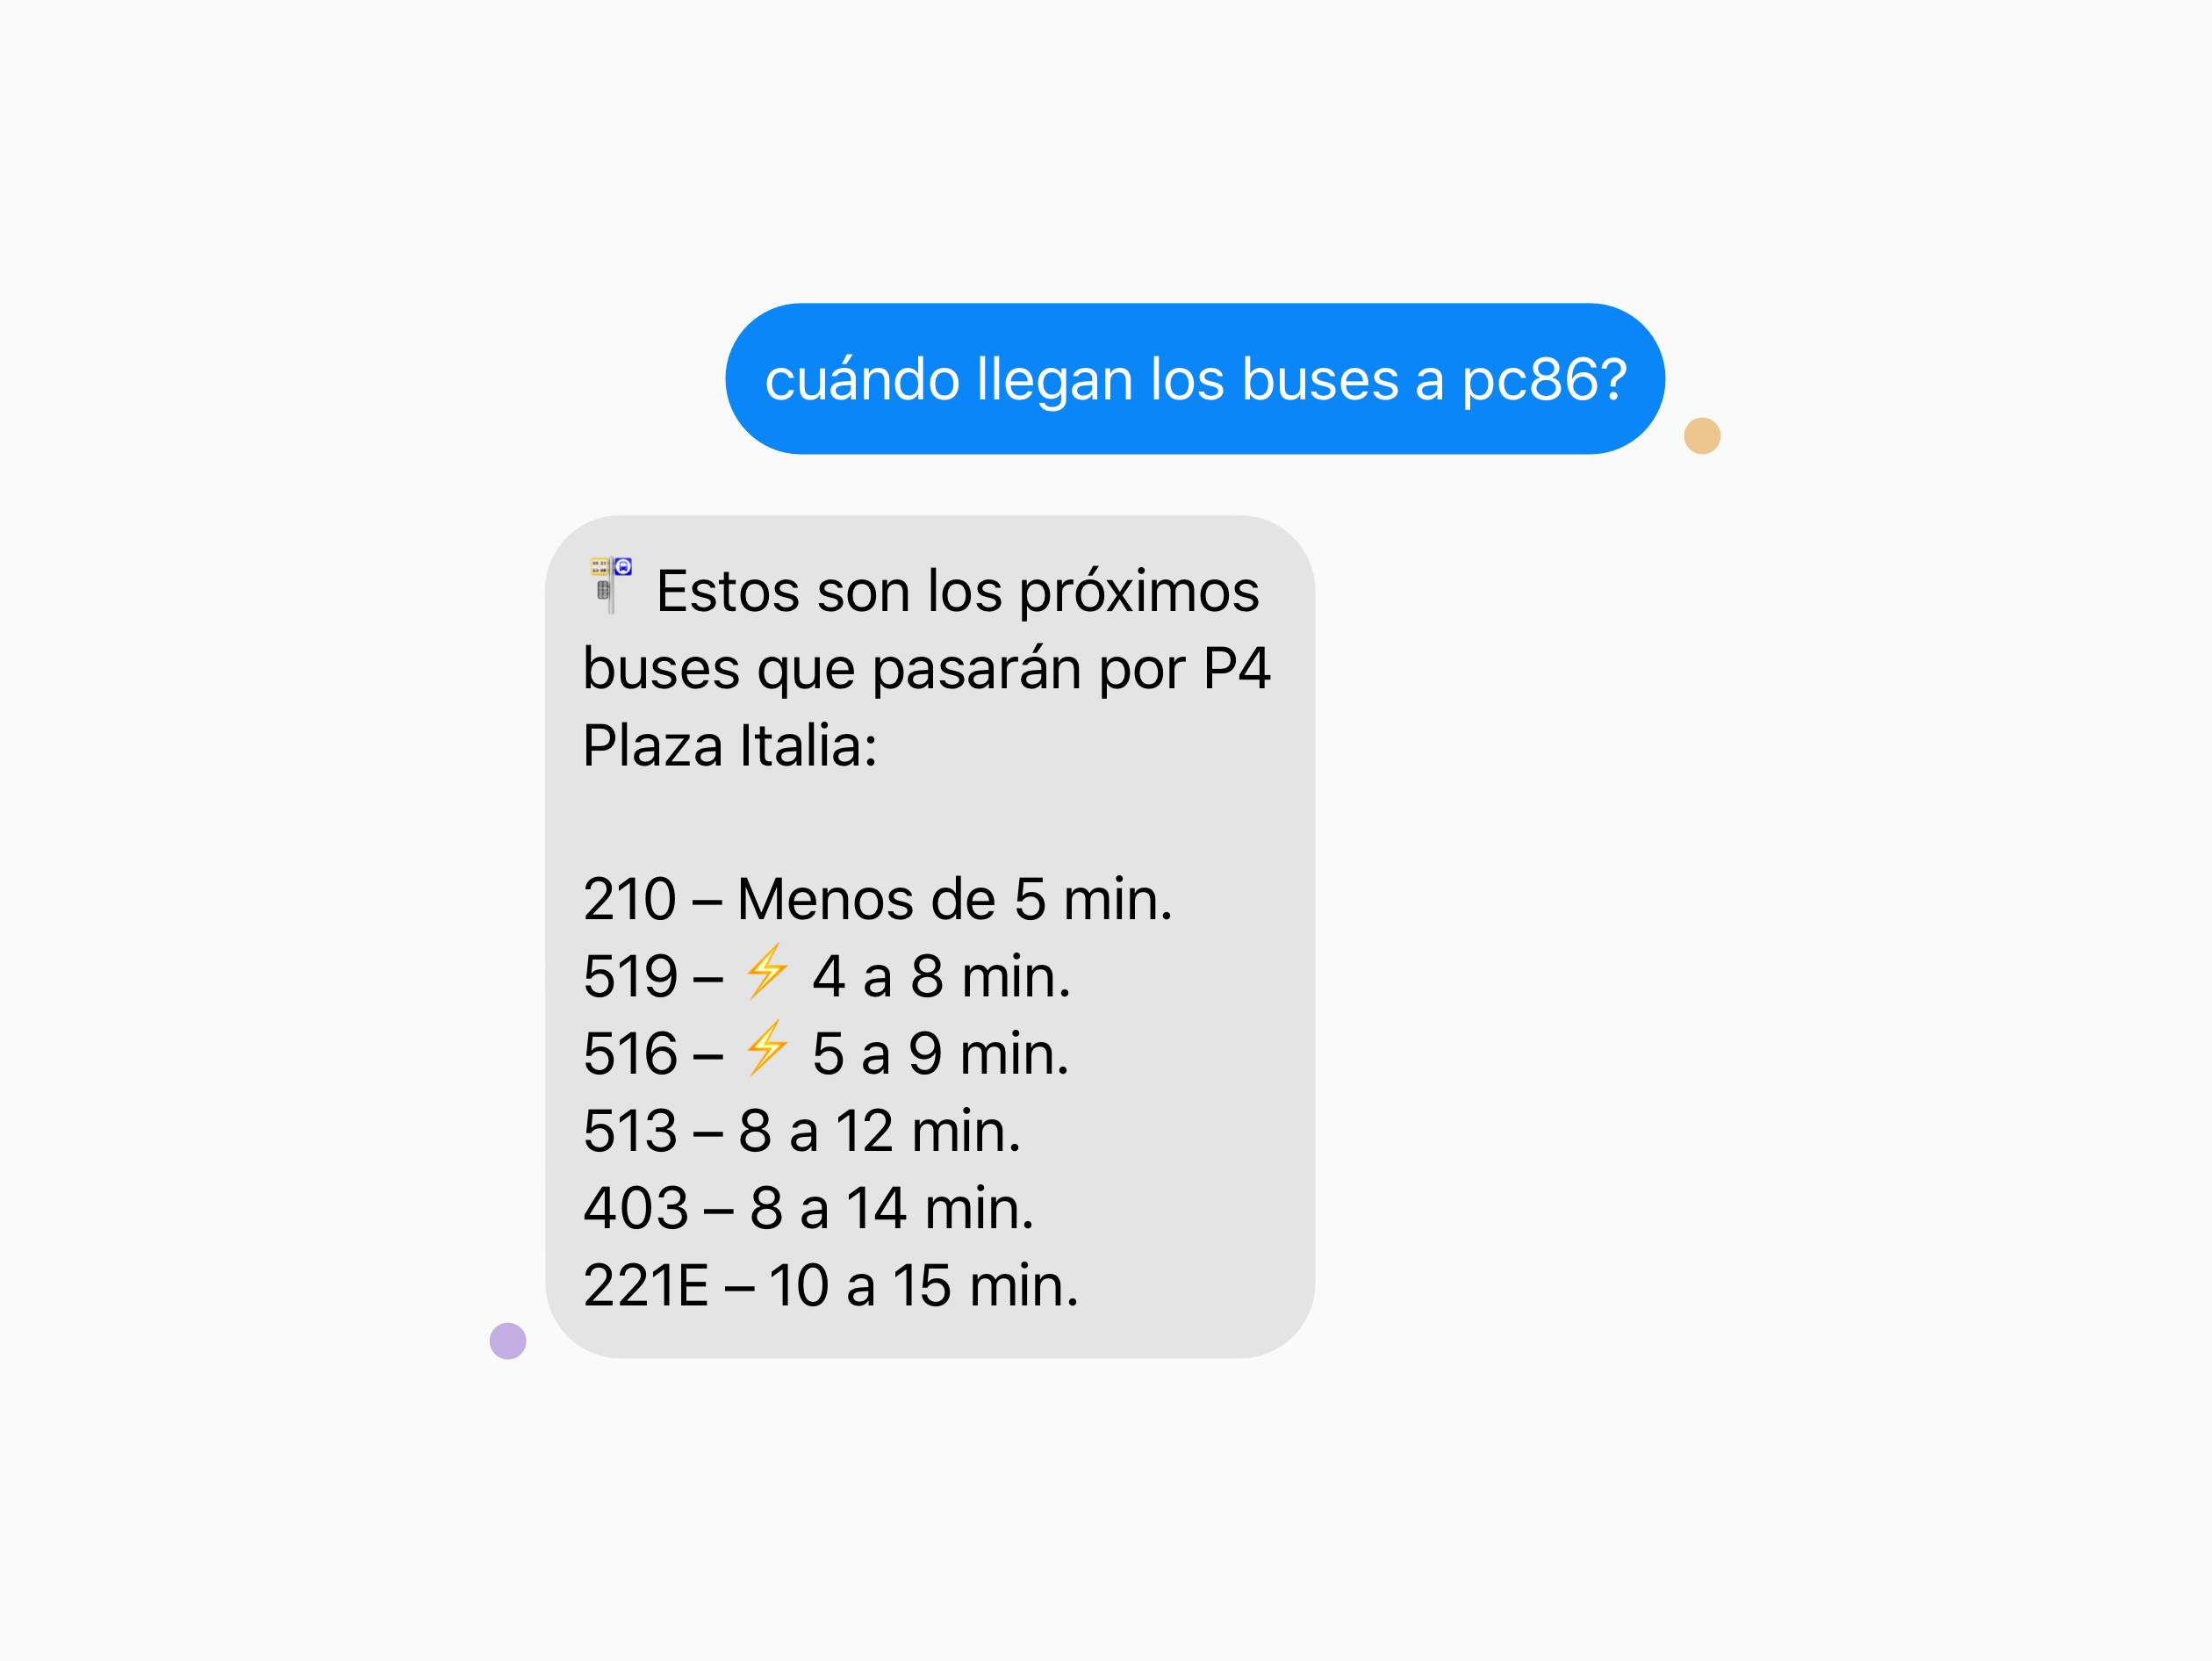 cuándo llegan los buses a pc86?
🚏 Estos son los próximos
buses que pasarán por P4
Plaza Italia:
210 – Menos de 5 min.
519 – ⚡ 4 a 8 min.
516 – ⚡ 5 a 9 min.
513 – 8 a 12 min.
403 – 8 a 14 min.
221E – 10 a 15 min.